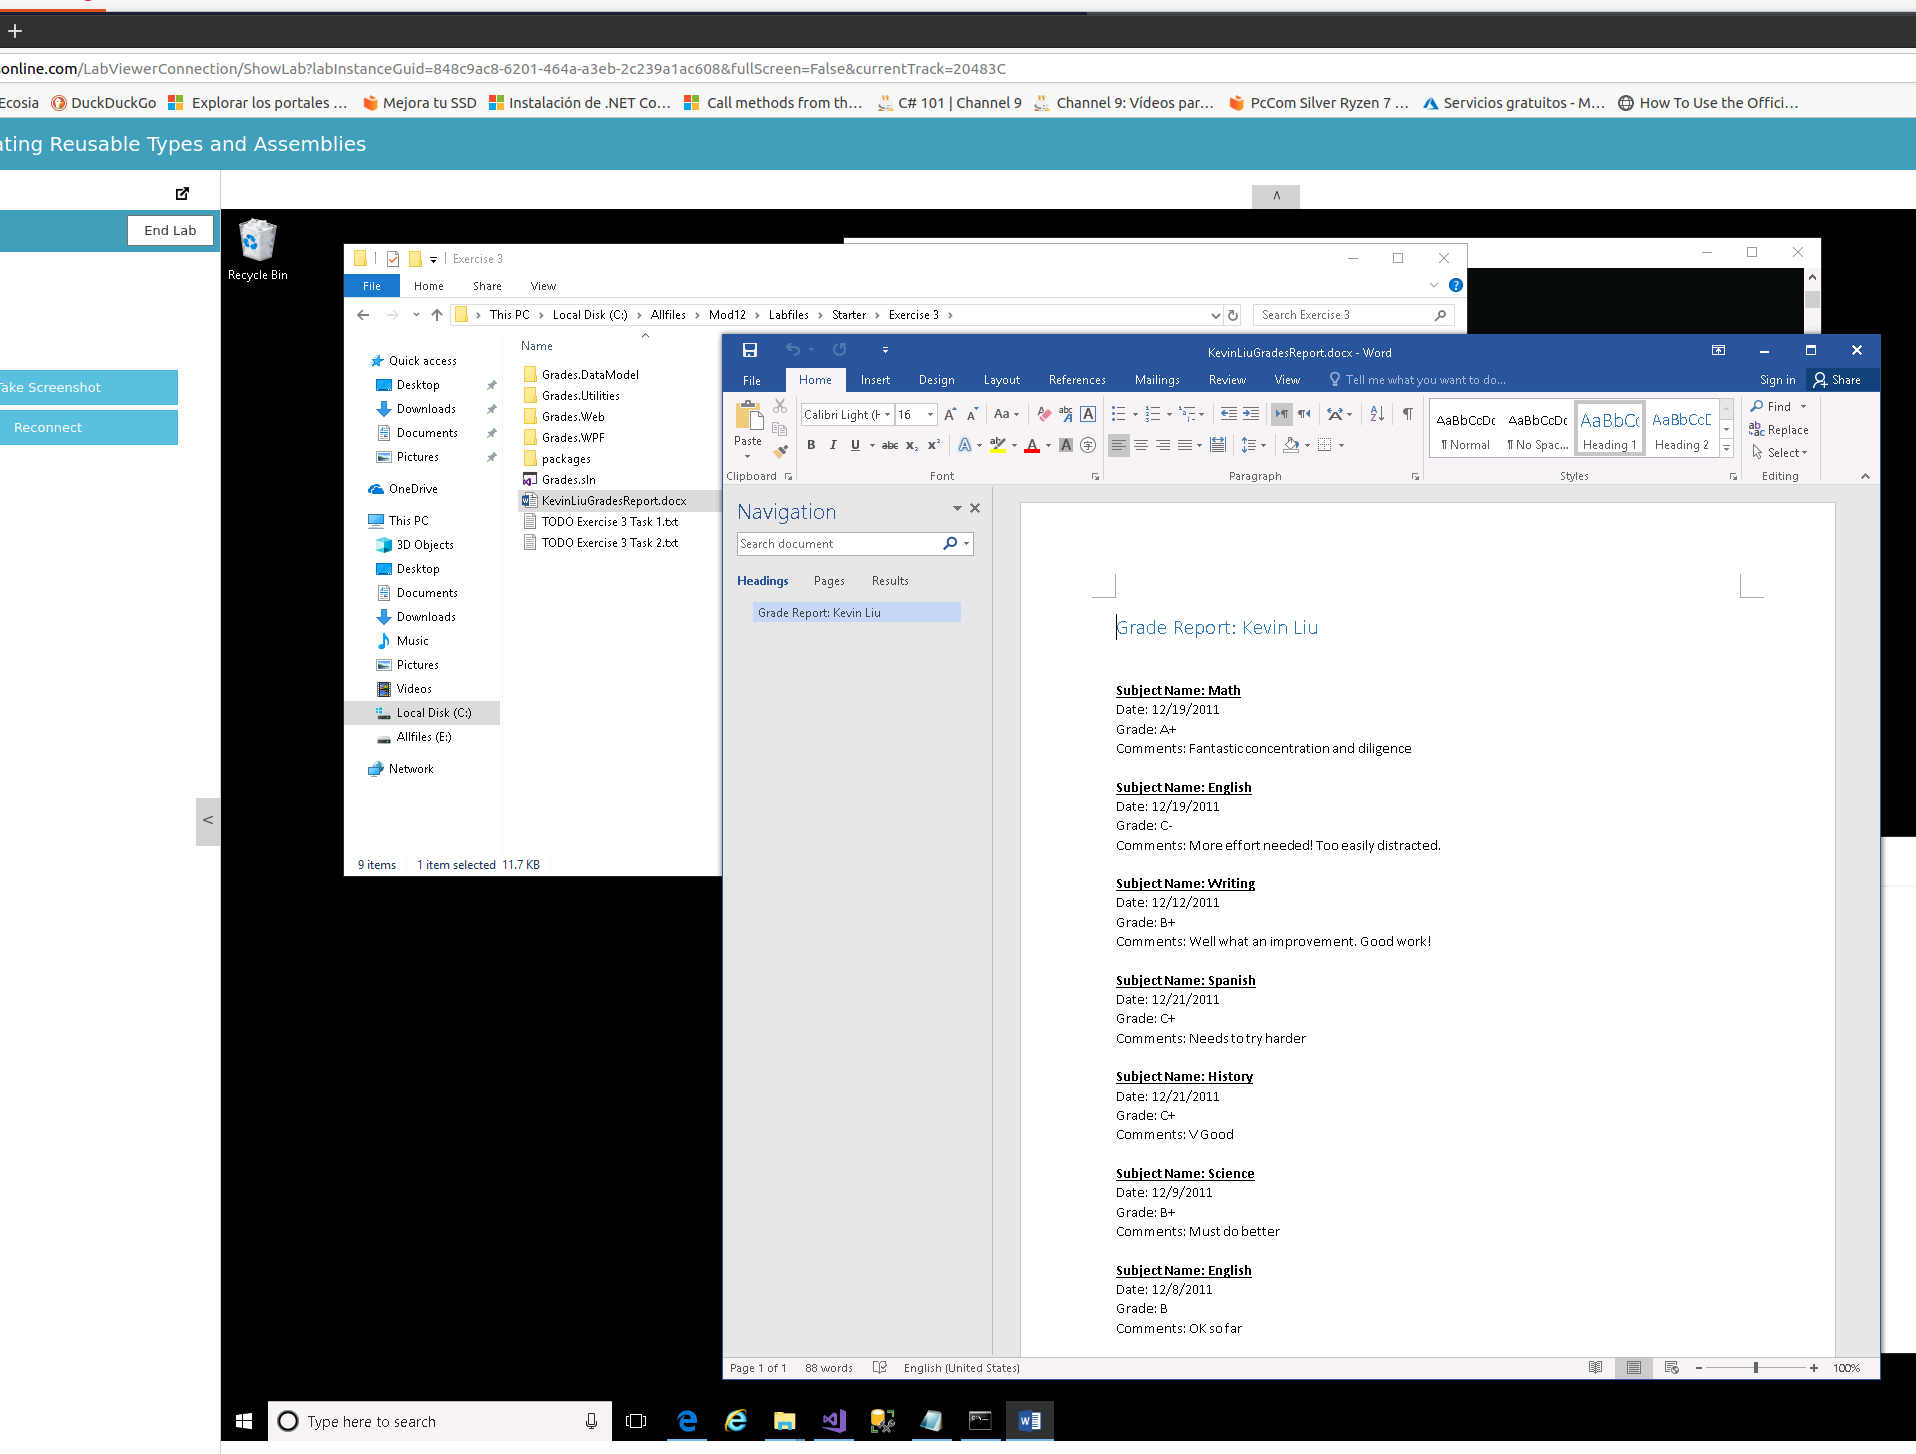 +
sonline.com/LabViewerConnection/ShowLab?labInstanceGuid=848c9ac8-6201-464a-a3eb-2c239a1ac608&fullScreen=False&currentTrack=20483C
Ecosia DuckDuckGo Explorar los portales ... Mejora tu SSD Instalación de .NET Co... Call methods from th... C# 101 | Channel 9 Channel 9: Vídeos par... PcCom Silver Ryzen 7 ... Servicios gratuitos - M... How To Use the Offici...
ating Reusable Types and Assemblies
End Lab
Take Screenshot
Reconnect
<
Recycle Bin
Exercise 3
File Home Share View
This PC > Local Disk (C:) > Allfiles > Mod12 > Labfiles > Starter > Exercise 3 >
Search Exercise 3
Quick access
Desktop
Downloads
Documents
Pictures
OneDrive
This PC
3D Objects
Desktop
Documents
Downloads
Music
Pictures
Videos
Local Disk (C:)
Allfiles (E:)
Network
Name
Grades.DataModel
Grades.Utilities
Grades.Web
Grades.WPF
packages
Grades.sln
KevinLiuGradesReport.docx
TODO Exercise 3 Task 1.txt
TODO Exercise 3 Task 2.txt
9 items 1 item selected 11.7 KB
KevinLiuGradesReport.docx - Word
File Home Insert Design Layout References Mailings Review View Tell me what you want to do... Sign in Share
Paste
Calibri Light (H 16
AaBbCcDc AaBbCcDc AaBbC( AaBbCcE
¶ Normal ¶ No Spac... Heading 1 Heading 2
Find
Replace
Select
Clipboard Font Paragraph Styles Editing
Navigation
Search document
Headings Pages Results
Grade Report: Kevin Liu
Grade Report: Kevin Liu
Subject Name: Math
Date: 12/19/2011
Grade: A+
Comments: Fantastic concentration and diligence
Subject Name: English
Date: 12/19/2011
Grade: C-
Comments: More effort needed! Too easily distracted.
Subject Name: Writing
Date: 12/12/2011
Grade: B+
Comments: Well what an improvement. Good work!
Subject Name: Spanish
Date: 12/21/2011
Grade: C+
Comments: Needs to try harder
Subject Name: History
Date: 12/21/2011
Grade: C+
Comments: V Good
Subject Name: Science
Date: 12/9/2011
Grade: B+
Comments: Must do better
Subject Name: English
Date: 12/8/2011
Grade: B
Comments: OK so far
Page 1 of 1 88 words English (United States) 100%
Type here to search